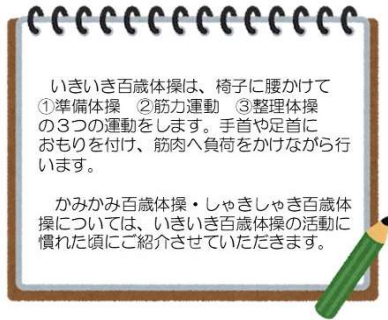 いきいき百歳体操は、椅子に腰かけて
①準備体操　②筋力運動　③整理体操
の３つの運動をします。手首や足首に
おもりを付け、筋肉へ負荷をかけながら行
います。
かみかみ百歳体操・しゃきしゃき百歳体
操については、いきいき百歳体操の活動に
慣れた頃にご紹介させていただきます。